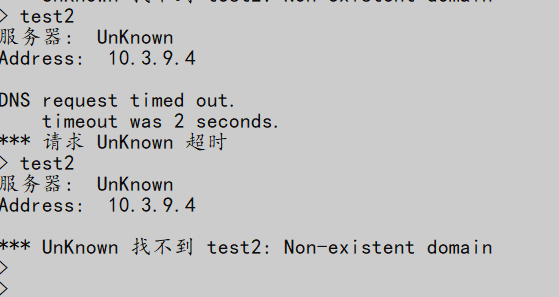 UnKnown 找不到 test2: Non-existent domain
> test2
服务器:  UnKnown
Address:  10.3.9.4
DNS request timed out.
    timeout was 2 seconds.
*** 请求 UnKnown 超时
> test2
服务器:  UnKnown
Address:  10.3.9.4
*** UnKnown 找不到 test2: Non-existent domain
>
>